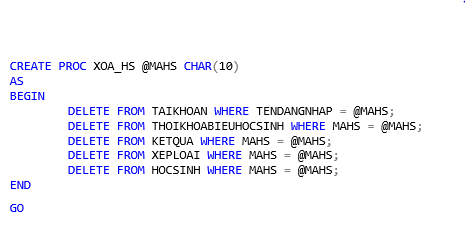 CREATE PROC XOA_HS @MAHS CHAR(10)
AS
BEGIN
DELETE FROM TAIKHOAN WHERE TENDANGNHAP = @MAHS;
DELETE FROM THOIKHOABIEUHOCSINH WHERE MAHS = @MAHS;
DELETE FROM KETQUA WHERE MAHS = @MAHS;
DELETE FROM XEPLOAI WHERE MAHS = @MAHS;
DELETE FROM HOCSINH WHERE MAHS = @MAHS;
END
GO